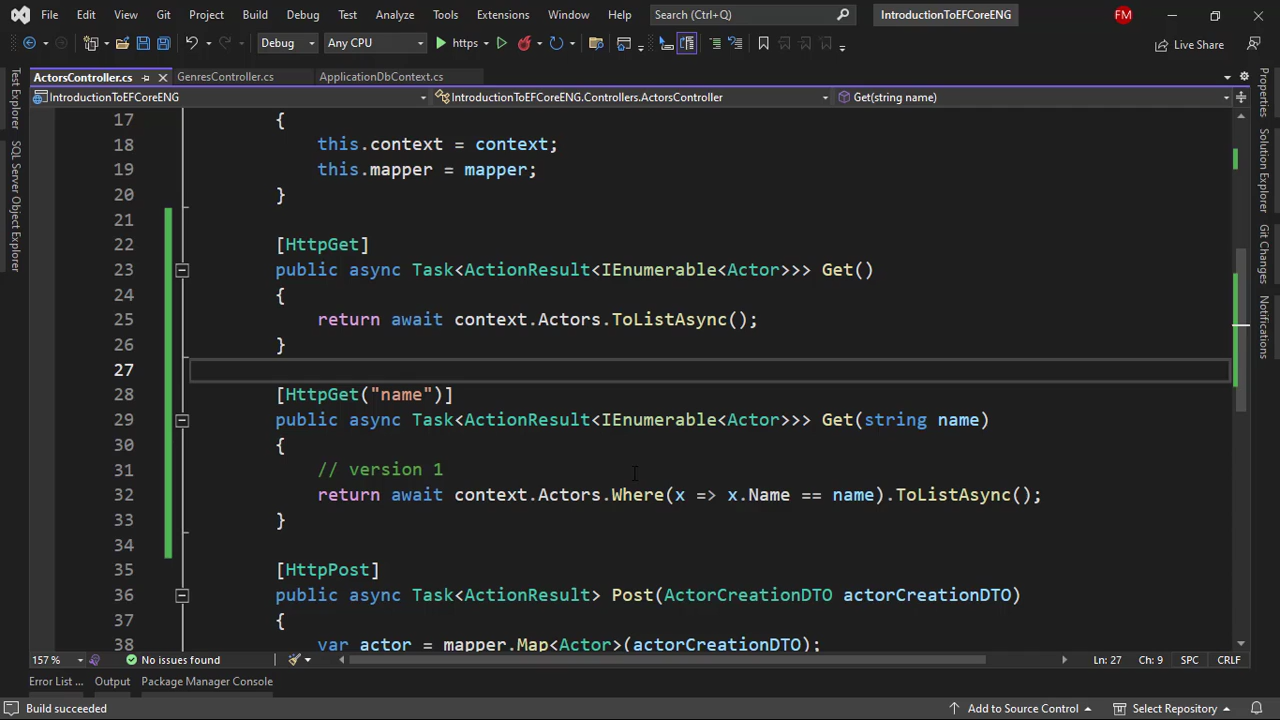 File Edit View Git Project Build Debug Test Analyze Tools Extensions Window Help Search (Ctrl+Q) IntroductionToEFCoreENG FM
Debug Any CPU https Live Share
ActorsController.cs GenresController.cs ApplicationDbContext.cs
IntroductionToEFCoreENG IntroductionToEFCoreENG.Controllers.ActorsController Get(string name)
Test Explorer
SQL Server Object Explorer
Properties
Solution Explorer
Git Changes
Notifications
17 {
18 this.context = context;
19 this.mapper = mapper;
20 }
21
22 [HttpGet]
23 public async Task<ActionResult<IEnumerable<Actor>>> Get()
24 {
25 return await context.Actors.ToListAsync();
26 }
27
28 [HttpGet("name")]
29 public async Task<ActionResult<IEnumerable<Actor>>> Get(string name)
30 {
31 // version 1
32 return await context.Actors.Where(x => x.Name == name).ToListAsync();
33 }
34
35 [HttpPost]
36 public async Task<ActionResult> Post(ActorCreationDTO actorCreationDTO)
37 {
38 var actor = mapper.Map<Actor>(actorCreationDTO);
157 % No issues found Ln: 27 Ch: 9 SPC CRLF
Error List ... Output Package Manager Console
Build succeeded Add to Source Control Select Repository